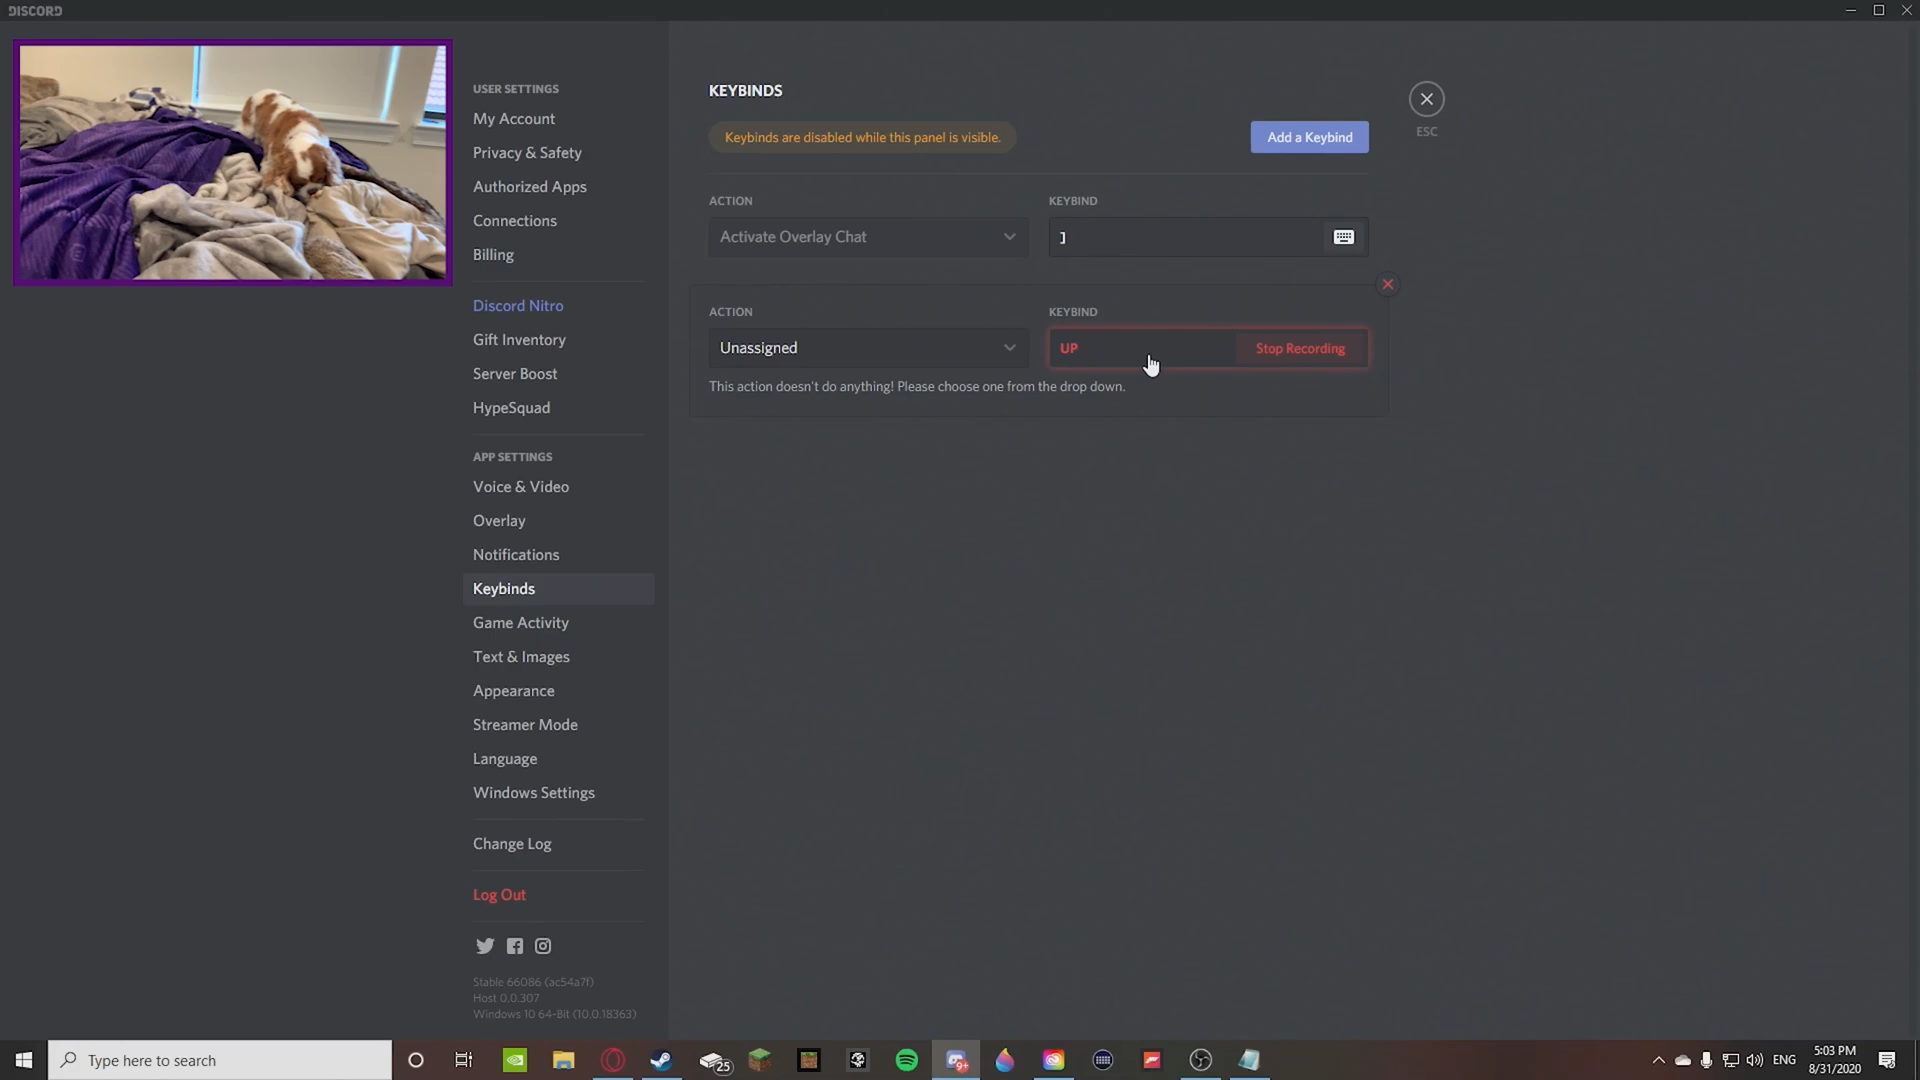 DISCORD
USER SETTINGS
My Account
Privacy & Safety
Authorized Apps
Connections
Billing
Discord Nitro
Gift Inventory
Server Boost
HypeSquad
APP SETTINGS
Voice & Video
Overlay
Notifications
Keybinds
Game Activity
Text & Images
Appearance
Streamer Mode
Language
Windows Settings
Change Log
Log Out
Stable 66086 (ac54a7f)
Host 0.0.307
Windows 10 64-Bit (10.0.18363)
KEYBINDS
Keybinds are disabled while this panel is visible.
Add a Keybind
ESC
ACTION
KEYBIND
Activate Overlay Chat
]
ACTION
KEYBIND
Unassigned
UP
Stop Recording
This action doesn't do anything! Please choose one from the drop down.
Type here to search
25
9+
ENG
5:03 PM
8/31/2020